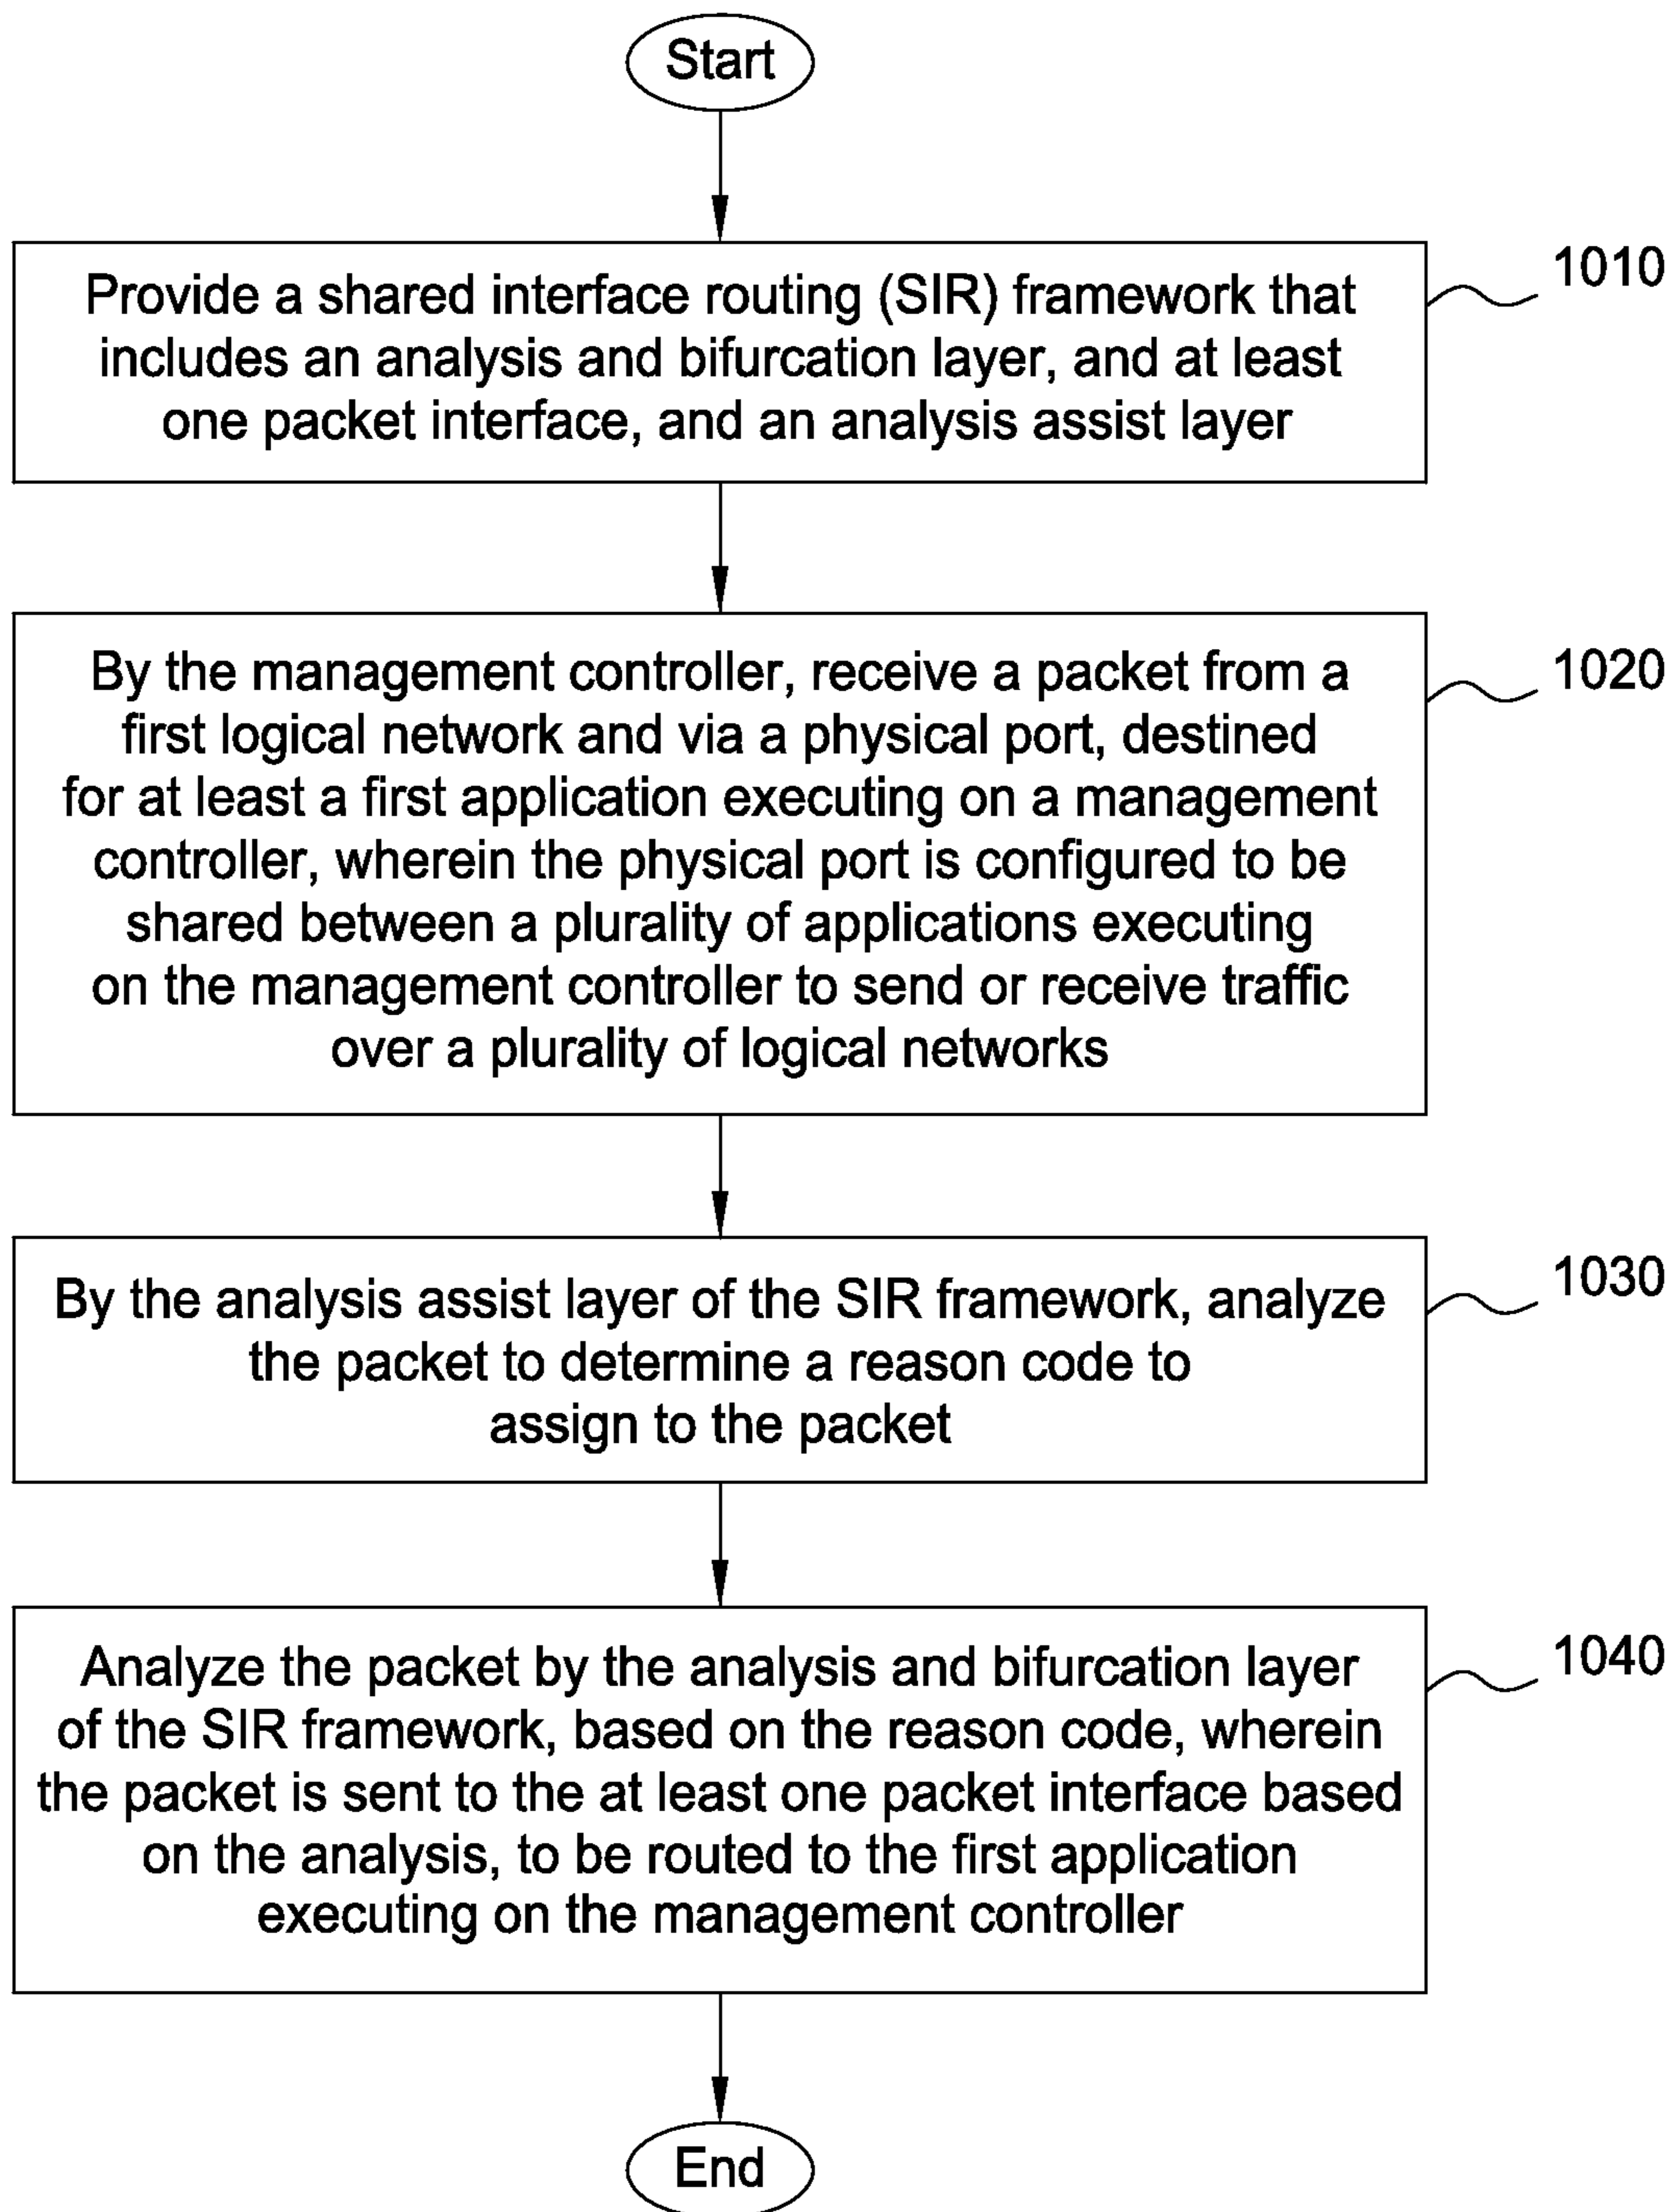 Start
Provide a shared interface routing (SIR) framework that
includes an analysis and bifurcation layer, and at least
one packet interface, and an analysis assist layer
1010
By the management controller, receive a packet from a
first logical network and via a physical port, destined
for at least a first application executing on a management
controller, wherein the physical port is configured to be
shared between a plurality of applications executing
on the management controller to send or receive traffic
over a plurality of logical networks
1020
By the analysis assist layer of the SIR framework, analyze
the packet to determine a reason code to
assign to the packet
1030
Analyze the packet by the analysis and bifurcation layer
of the SIR framework, based on the reason code, wherein
the packet is sent to the at least one packet interface based
on the analysis, to be routed to the first application
executing on the management controller
1040
End